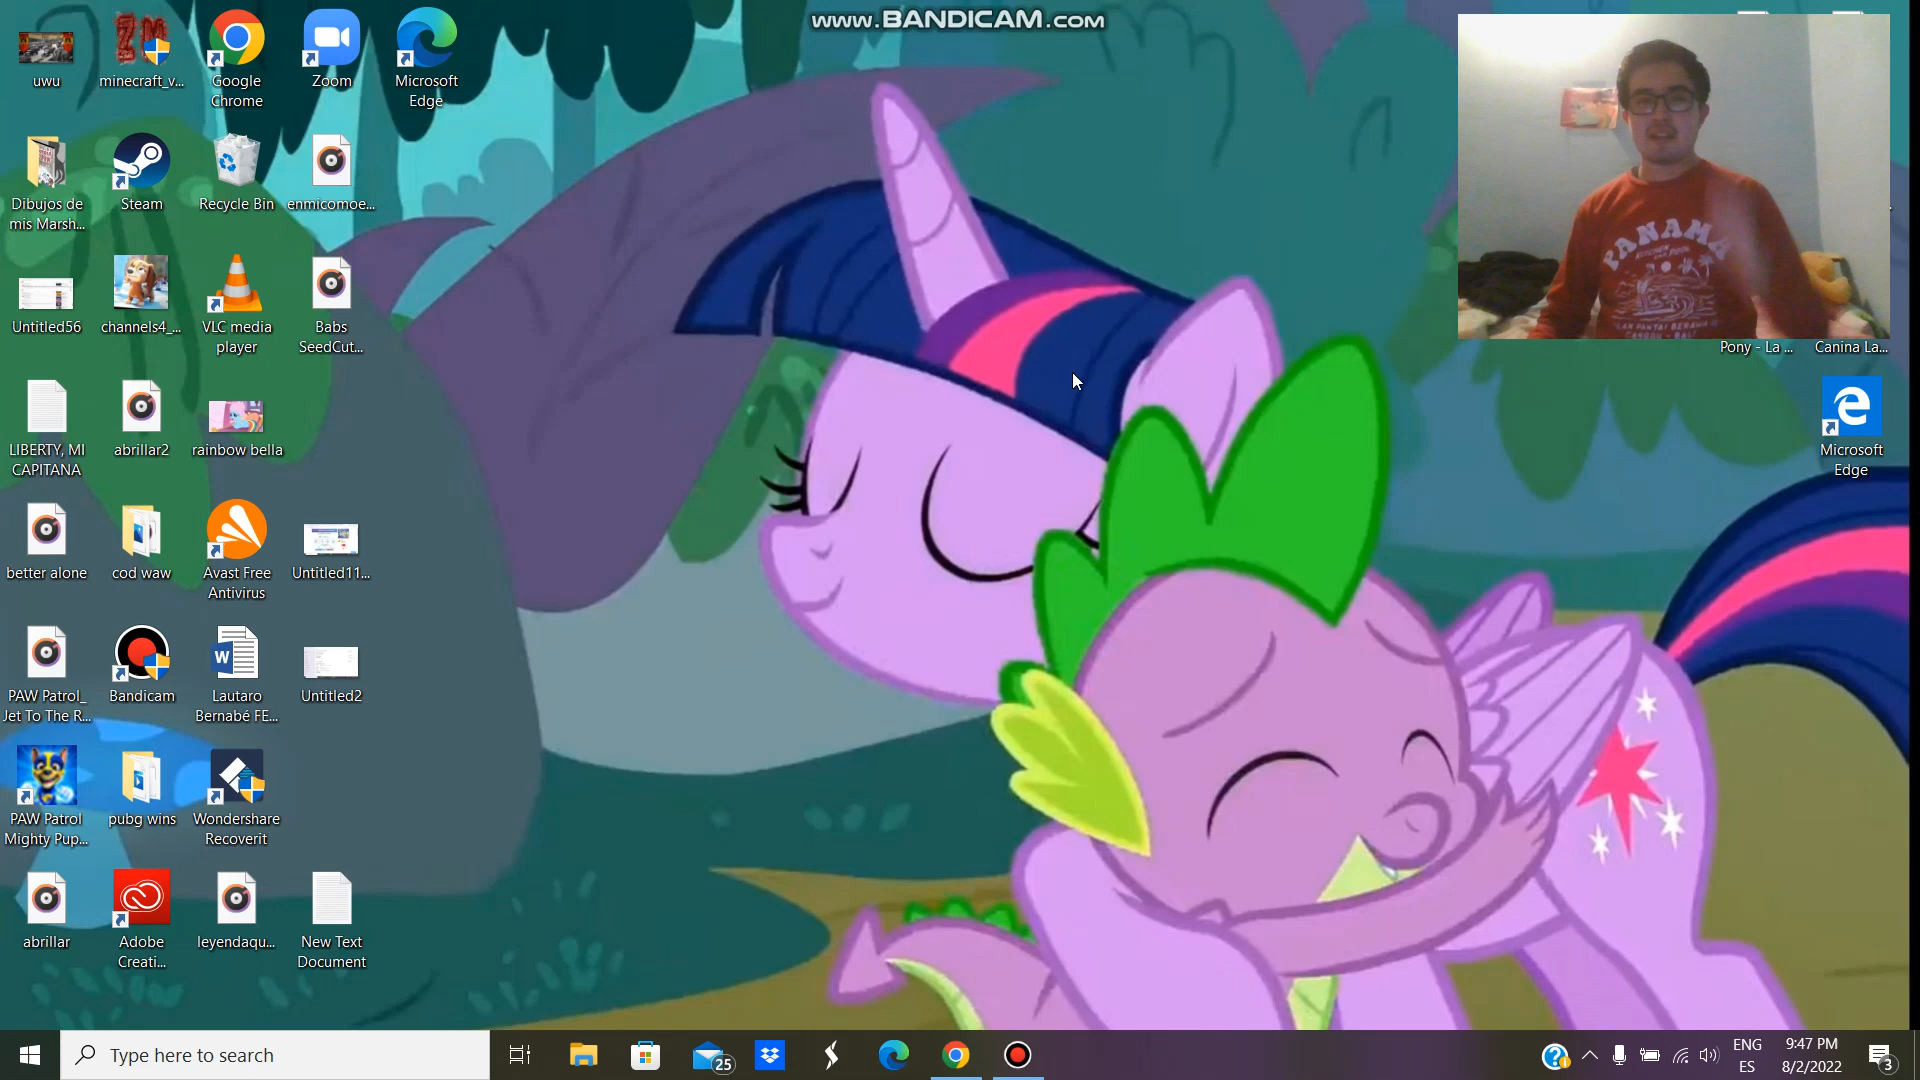 www.BANDICAM.com
uwu
minecraft_v...
Google
Chrome
Zoom
Microsoft
Edge
Dibujos de
mis Marsh...
Steam
Recycle Bin
enmicomoe...
Untitled56
channels4_...
VLC media
player
Babs
SeedCut...
LIBERTY, MI
CAPITANA
abrillar2
rainbow bella
better alone
cod waw
Avast Free
Antivirus
Untitled11...
PAW Patrol_
Jet To The R...
Bandicam
Lautaro
Bernabé FE...
Untitled2
PAW Patrol
Mighty Pup...
pubg wins
Wondershare
Recoverit
abrillar
Adobe
Creati...
leyendaqu...
New Text
Document
PANAMA
Pony - La ...
Canina La...
Microsoft
Edge
Type here to search
25
ENG
ES
9:47 PM
8/2/2022
3